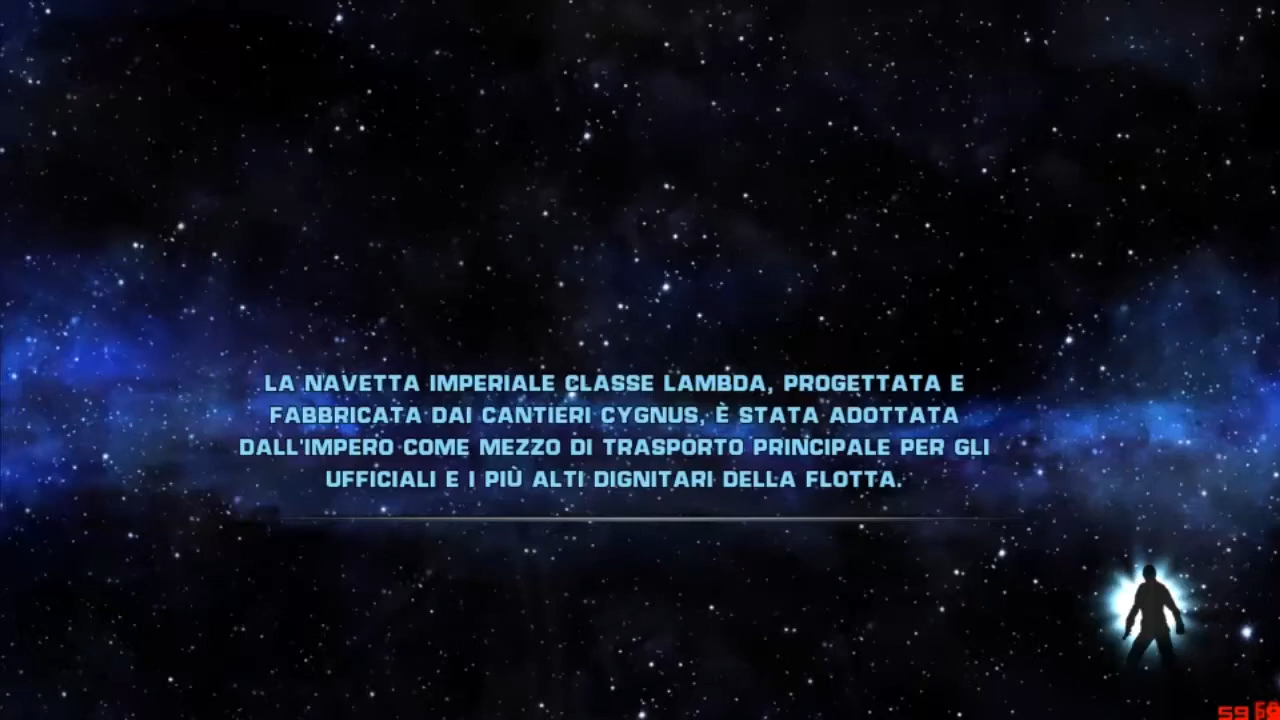 LA NAVETTA IMPERIALE CLASSE LAMBDA, PROGETTATA E
FABBRICATA DAI CANTIERI CYGNUS, È STATA ADOTTATA
DALL'IMPERO COME MEZZO DI TRASPORTO PRINCIPALE PER GLI
UFFICIALI E I PIÙ ALTI DIGNITARI DELLA FLOTTA.
59